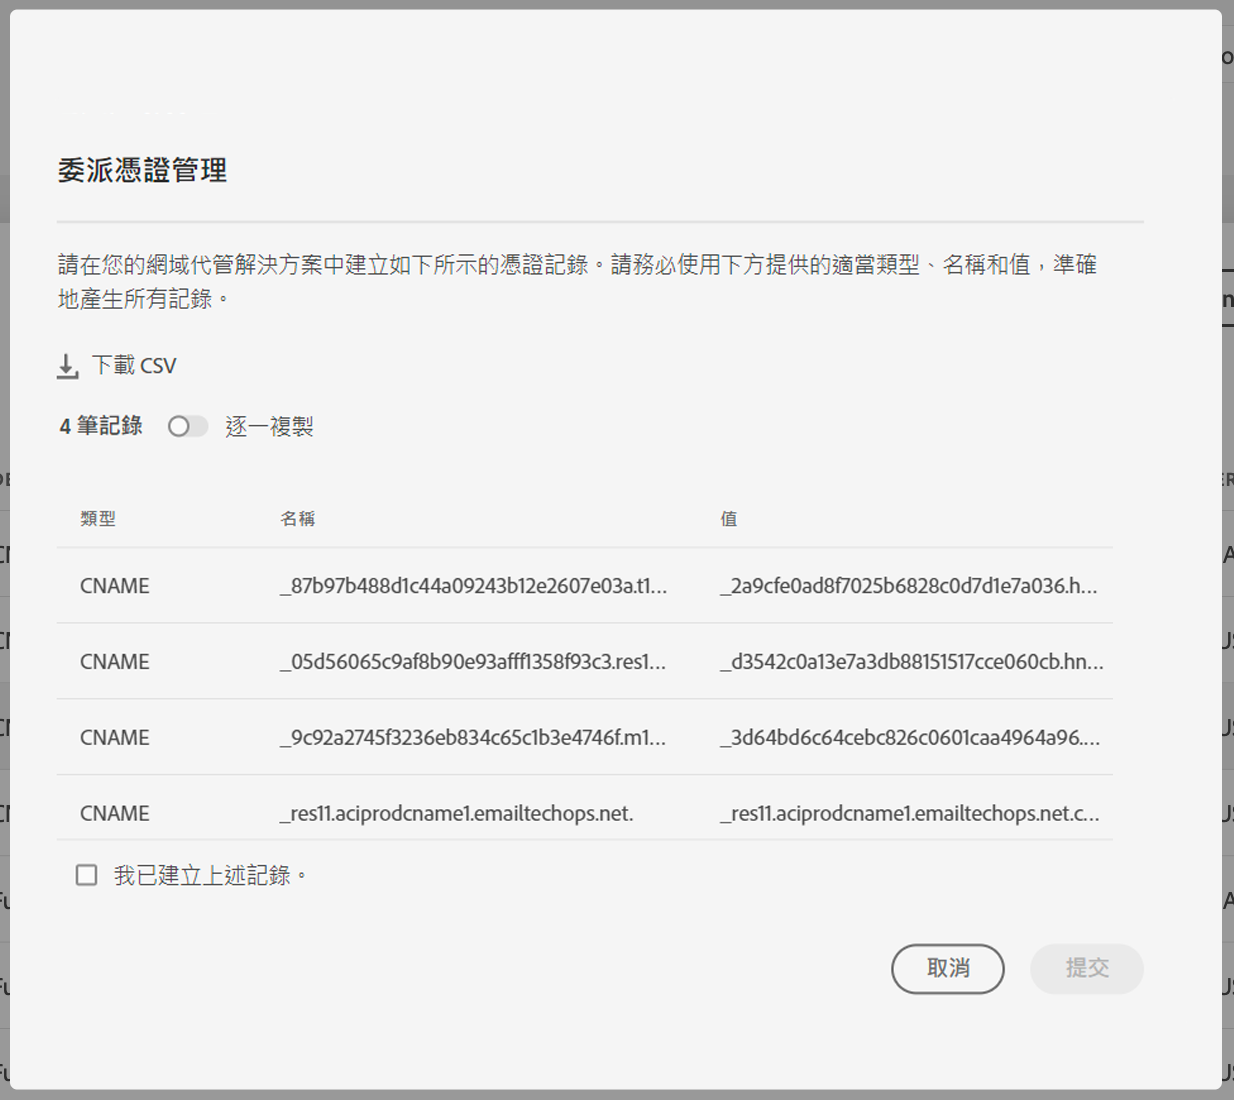 委派憑證管理
請在您的網域代管解決方案中建立如下所示的憑證記錄。請務必使用下方提供的適當類型、名稱和值，準確
地產生所有記錄。
下載 CSV
4 筆記錄 逐一複製
類型 名稱 值
CNAME _87b97b488d1c44a09243b12e2607e03a.t1... _2a9cfe0ad8f7025b6828c0d7d1e7a036.h...
CNAME _05d56065c9af8b90e93afff1358f93c3.res1... _d3542c0a13e7a3db88151517cce060cb.hn...
CNAME _9c92a2745f3236eb834c65c1b3e4746f.m1... _3d64bd6c64cebc826c0601caa4964a96....
CNAME _res11.aciprodcname1.emailtechops.net. _res11.aciprodcname1.emailtechops.net.c...
我已建立上述記錄。
取消 提交